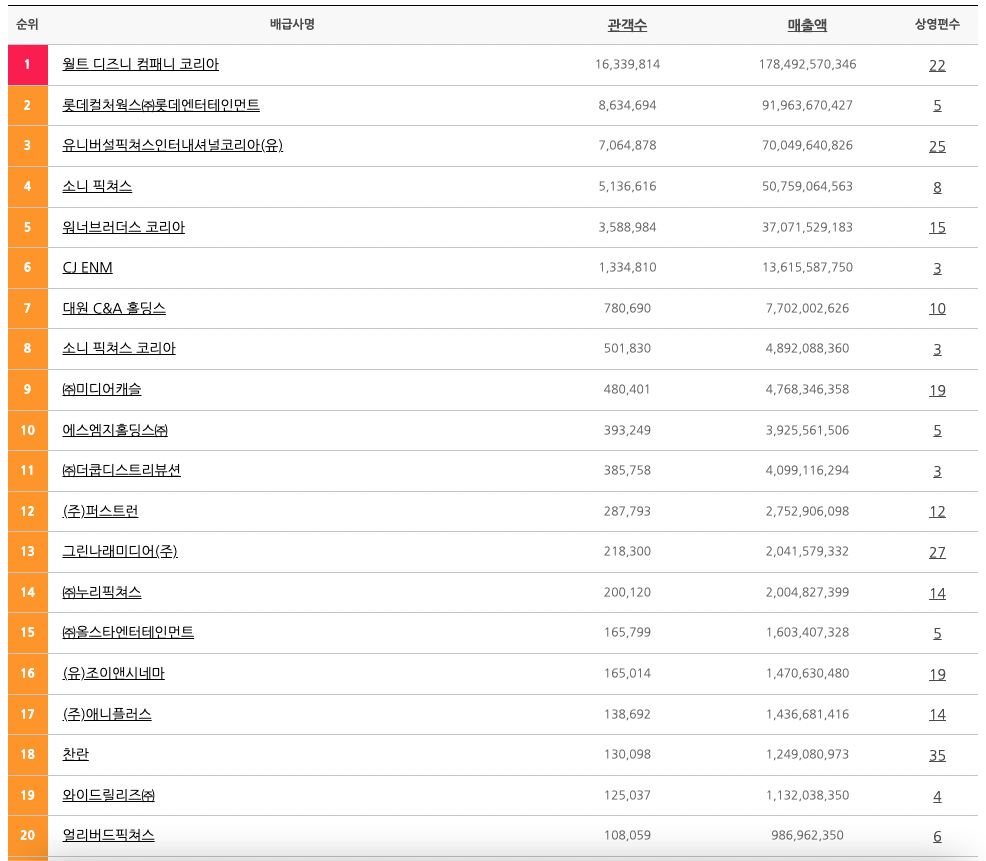 순위 배급사명 관객수 매출액 상영편수
1 월트 디즈니 컴패니 코리아 16,339,814 178,492,570,346 22
2 롯데컬처웍스㈜롯데엔터테인먼트 8,634,694 91,963,670,427 5
3 유니버설픽쳐스인터내셔널코리아(유) 7,064,878 70,049,640,826 25
4 소니 픽쳐스 5,136,616 50,759,064,563 8
5 워너브러더스 코리아 3,588,984 37,071,529,183 15
6 CJ ENM 1,334,810 13,615,587,750 3
7 대원 C&A 홀딩스 780,690 7,702,002,626 10
8 소니 픽쳐스 코리아 501,830 4,892,088,360 3
9 ㈜미디어캐슬 480,401 4,768,346,358 19
10 에스엠지홀딩스㈜ 393,249 3,925,561,506 5
11 ㈜더쿱디스트리뷰션 385,758 4,099,116,294 3
12 (주)퍼스트런 287,793 2,752,906,098 12
13 그린나래미디어(주) 218,300 2,041,579,332 27
14 ㈜누리픽쳐스 200,120 2,004,827,399 14
15 ㈜올스타엔터테인먼트 165,799 1,603,407,328 5
16 (유)조이앤시네마 165,014 1,470,630,480 19
17 (주)애니플러스 138,692 1,436,681,416 14
18 찬란 130,098 1,249,080,973 35
19 와이드릴리즈㈜ 125,037 1,132,038,350 4
20 얼리버드픽쳐스 108,059 986,962,350 6